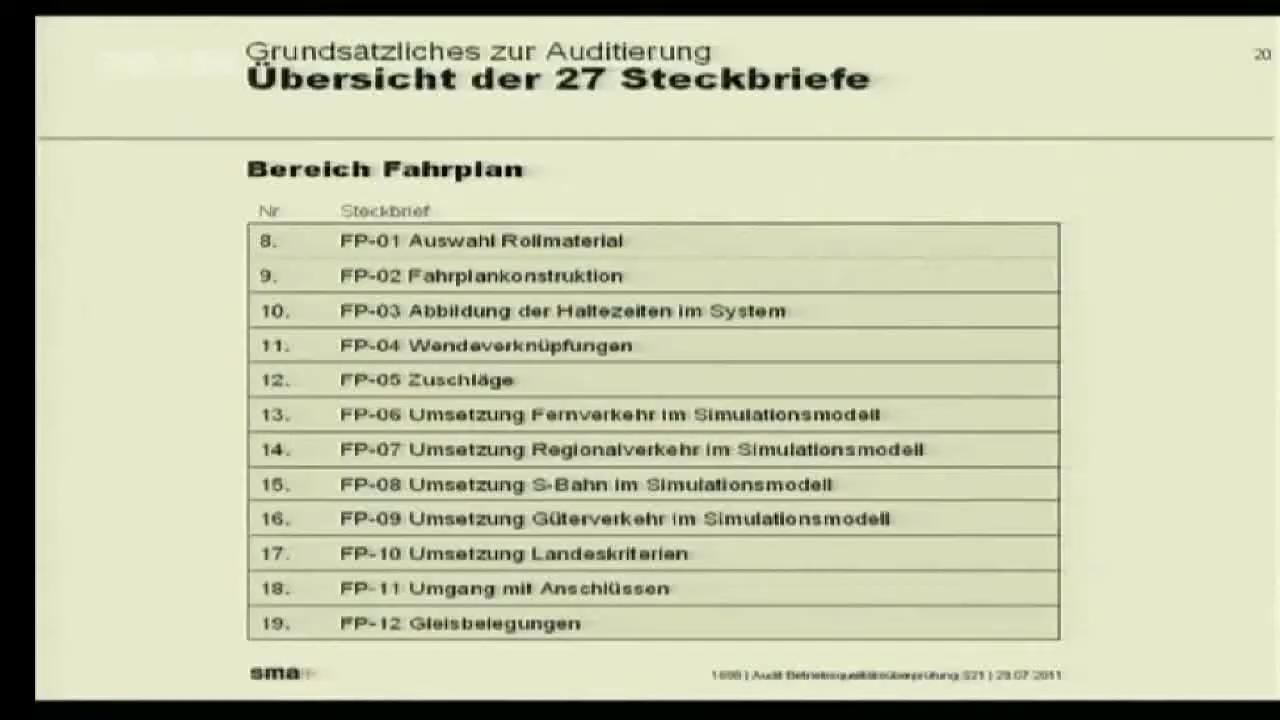 Grundsätzliches zur Auditierung
20
Übersicht der 27 Steckbriefe
Bereich Fahrplan
Nr Steckbrief
8. FP-01 Auswahl Rollmaterial
9. FP-02 Fahrplankonstruktion
10. FP-03 Abbildung der Haltezeiten im System
11. FP-04 Wendeverknüpfungen
12. FP-05 Zuschläge
13. FP-06 Umsetzung Fernverkehr im Simulationsmodell
14. FP-07 Umsetzung Regionalverkehr im Simulationsmodell
15. FP-08 Umsetzung S-Bahn im Simulationsmodell
16. FP-09 Umsetzung Güterverkehr im Simulationsmodell
17. FP-10 Umsetzung Landeskriterien
18. FP-11 Umgang mit Anschlüssen
19. FP-12 Gleisbelegungen
sma
| Audit Betriebsqualitätsüberprüfung S21 | 29.07.2011